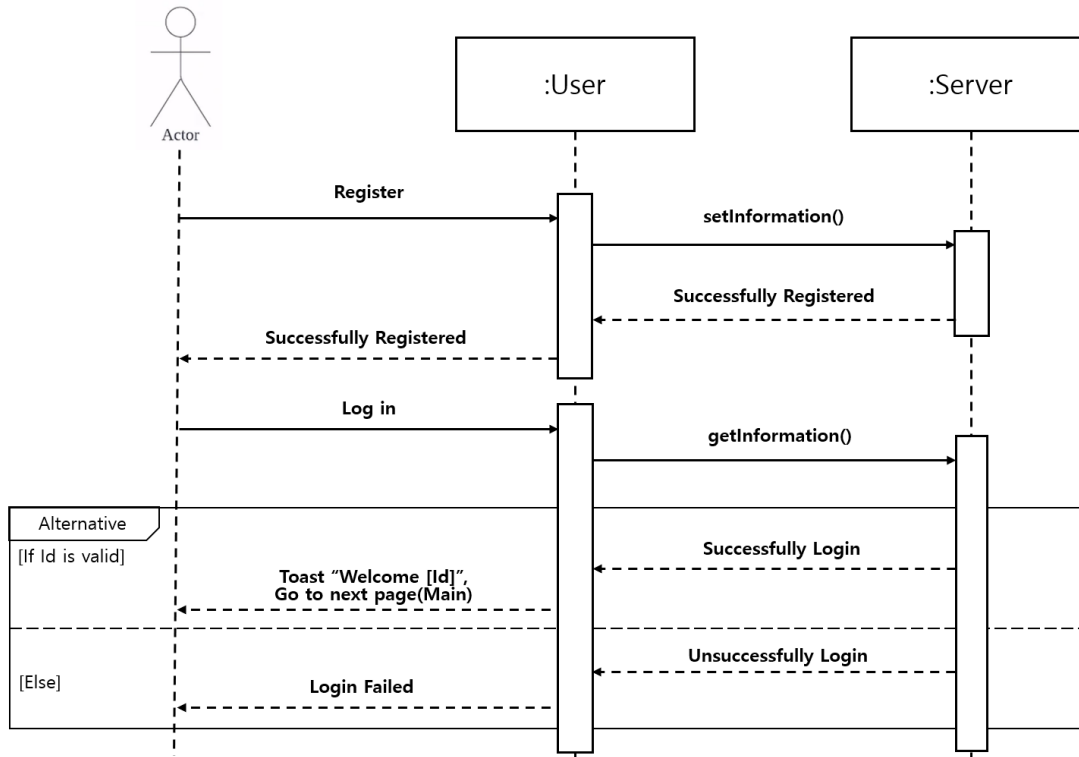 Actor
:User
:Server
Register
setInformation()
Successfully Registered
Successfully Registered
Log in
getInformation()
Alternative
[If Id is valid]
Successfully Login
Toast “Welcome [Id]”,
Go to next page(Main)
Unsuccessfully Login
[Else]
Login Failed